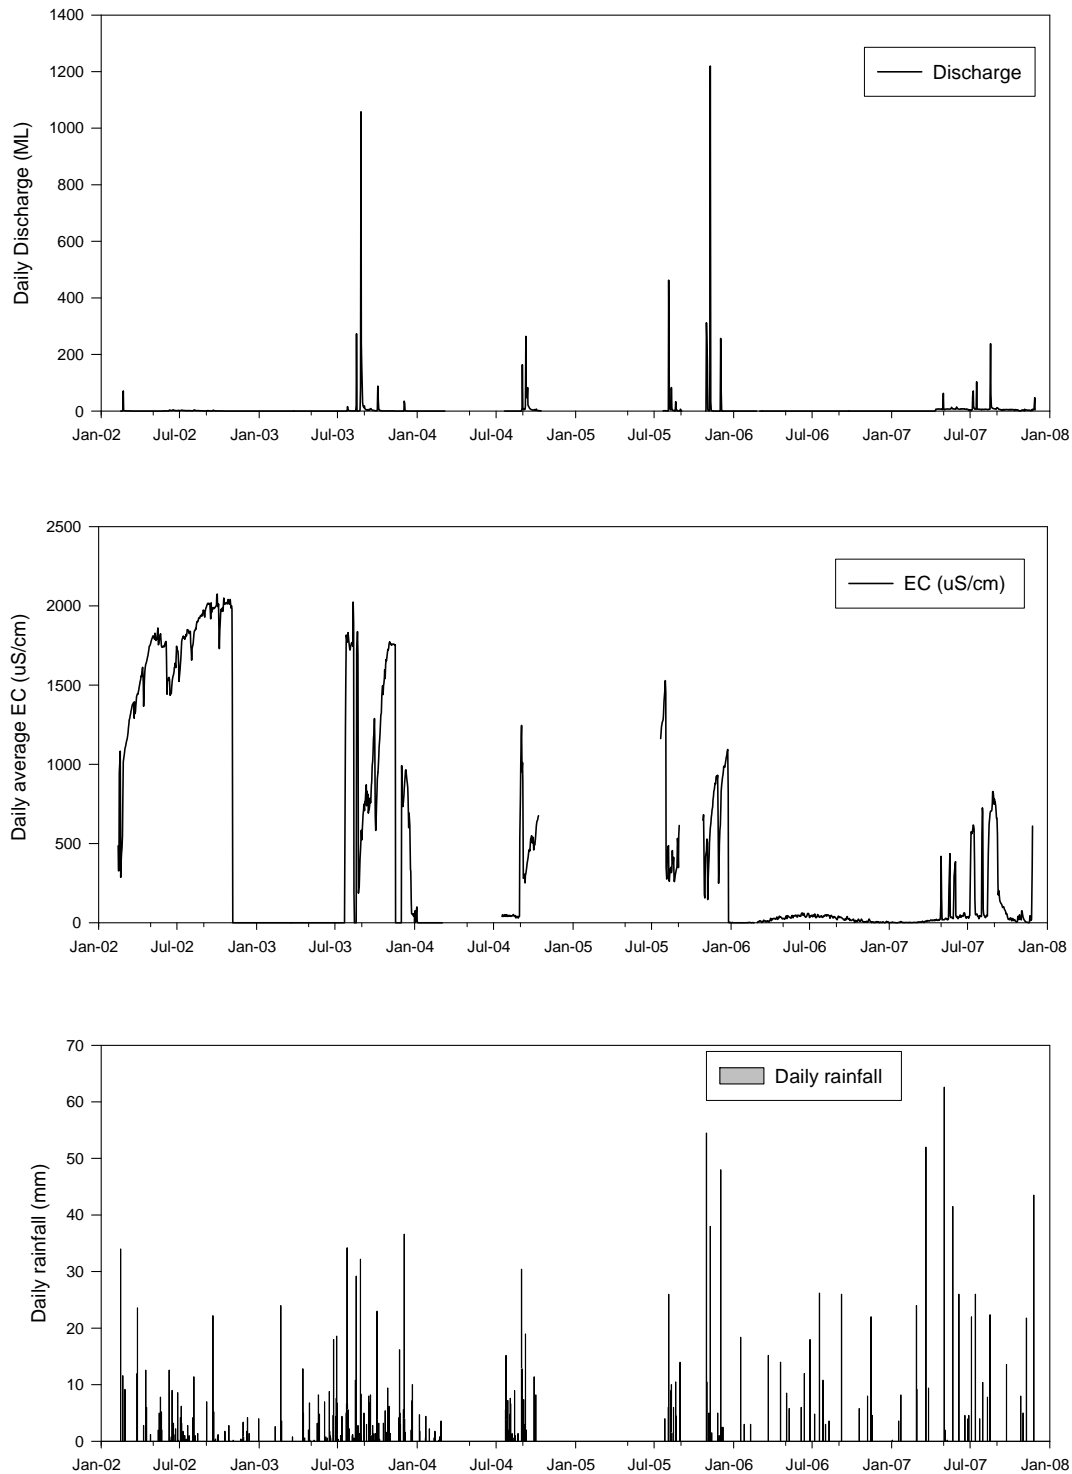 1400
1200
1000
800
600
400
200
0
Daily Discharge (ML)
Discharge
Jan-02 Jul-02 Jan-03 Jul-03 Jan-04 Jul-04 Jan-05 Jul-05 Jan-06 Jul-06 Jan-07 Jul-07 Jan-08
2500
2000
1500
1000
500
0
Daily average EC (uS/cm)
EC (uS/cm)
Jan-02 Jul-02 Jan-03 Jul-03 Jan-04 Jul-04 Jan-05 Jul-05 Jan-06 Jul-06 Jan-07 Jul-07 Jan-08
70
60
50
40
30
20
10
0
Daily rainfall (mm)
Daily rainfall
Jan-02 Jul-02 Jan-03 Jul-03 Jan-04 Jul-04 Jan-05 Jul-05 Jan-06 Jul-06 Jan-07 Jul-07 Jan-08